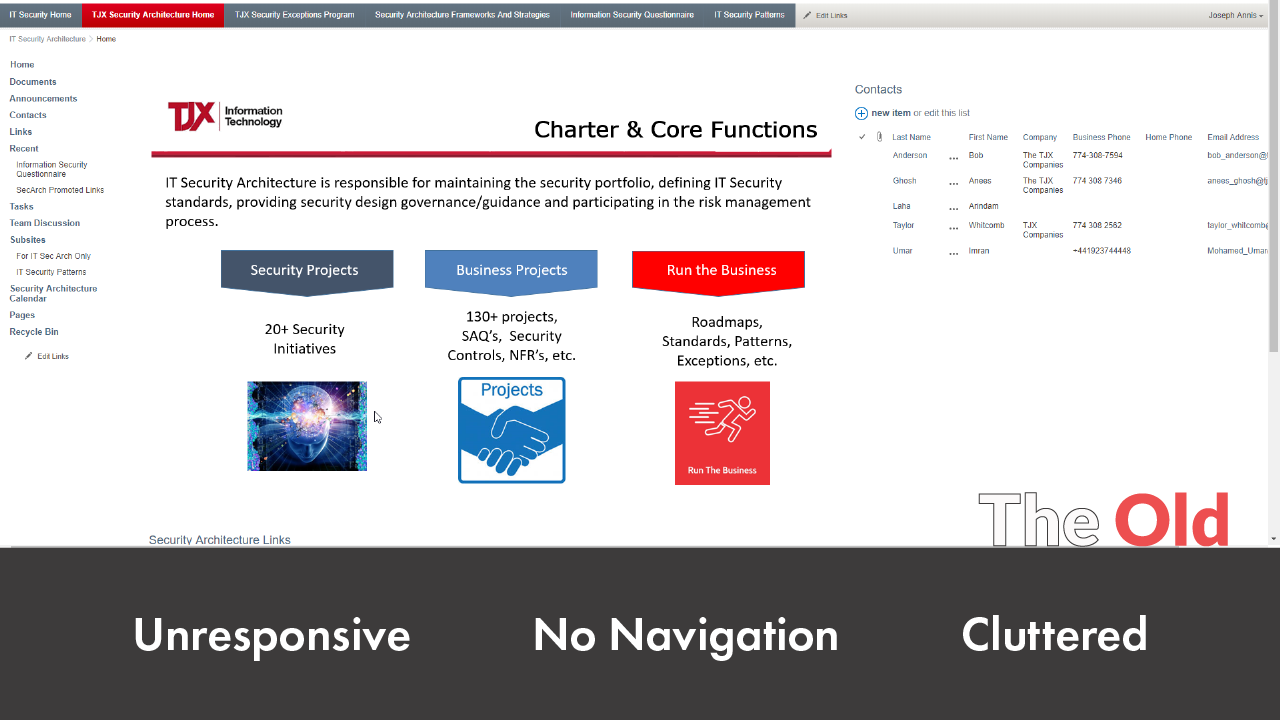 IT Security Home
TJX Security Architecture Home
TJX Security Exceptions Program
Security Architecture Frameworks And Strategies
Information Security Questionnaire
IT Security Patterns
Edit Links
Joseph Annis
IT Security Architecture > Home
Home
Documents
Announcements
Contacts
Links
Recent
Information Security
Questionnaire
SecArch Promoted Links
Tasks
Team Discussion
Subsites
For IT Sec Arch Only
IT Security Patterns
Security Architecture
Calendar
Pages
Recycle Bin
Edit Links
TJX
Information
Technology
Charter & Core Functions
IT Security Architecture is responsible for maintaining the security portfolio, defining IT Security
standards, providing security design governance/guidance and participating in the risk management
process.
Security Projects
Business Projects
Run the Business
20+ Security
Initiatives
130+ projects,
SAQ's, Security
Controls, NFR's, etc.
Roadmaps,
Standards, Patterns,
Exceptions, etc.
Projects
Run The Business
Security Architecture Links
Contacts
new item or edit this list
Last Name First Name Company Business Phone Home Phone Email Address
Anderson ... Bob The TJX Companies 774-308-7594 bob_anderson@
Ghosh ... Anees The TJX Companies 774 308 7346 anees_ghosh@tj
Laha ... Arindam
Taylor ... Whitcomb TJX Companies 774 308 2562 taylor_whitcomb@
Umar ... Imran +441923744448 Mohamed_Umar
The Old
Unresponsive
No Navigation
Cluttered